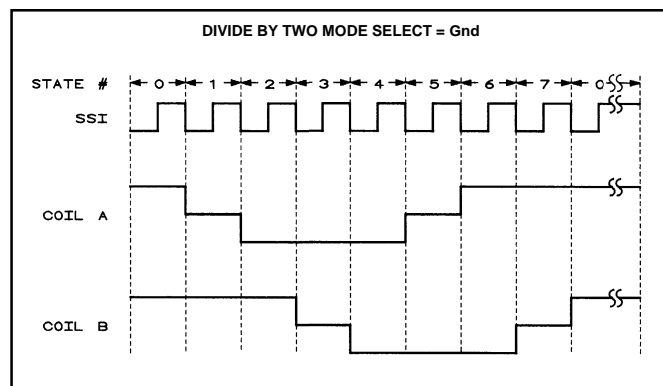 DIVIDE BY TWO MODE SELECT = Gnd
STATE # 0 1 2 3 4 5 6 7 0
SSI
COIL A
COIL B